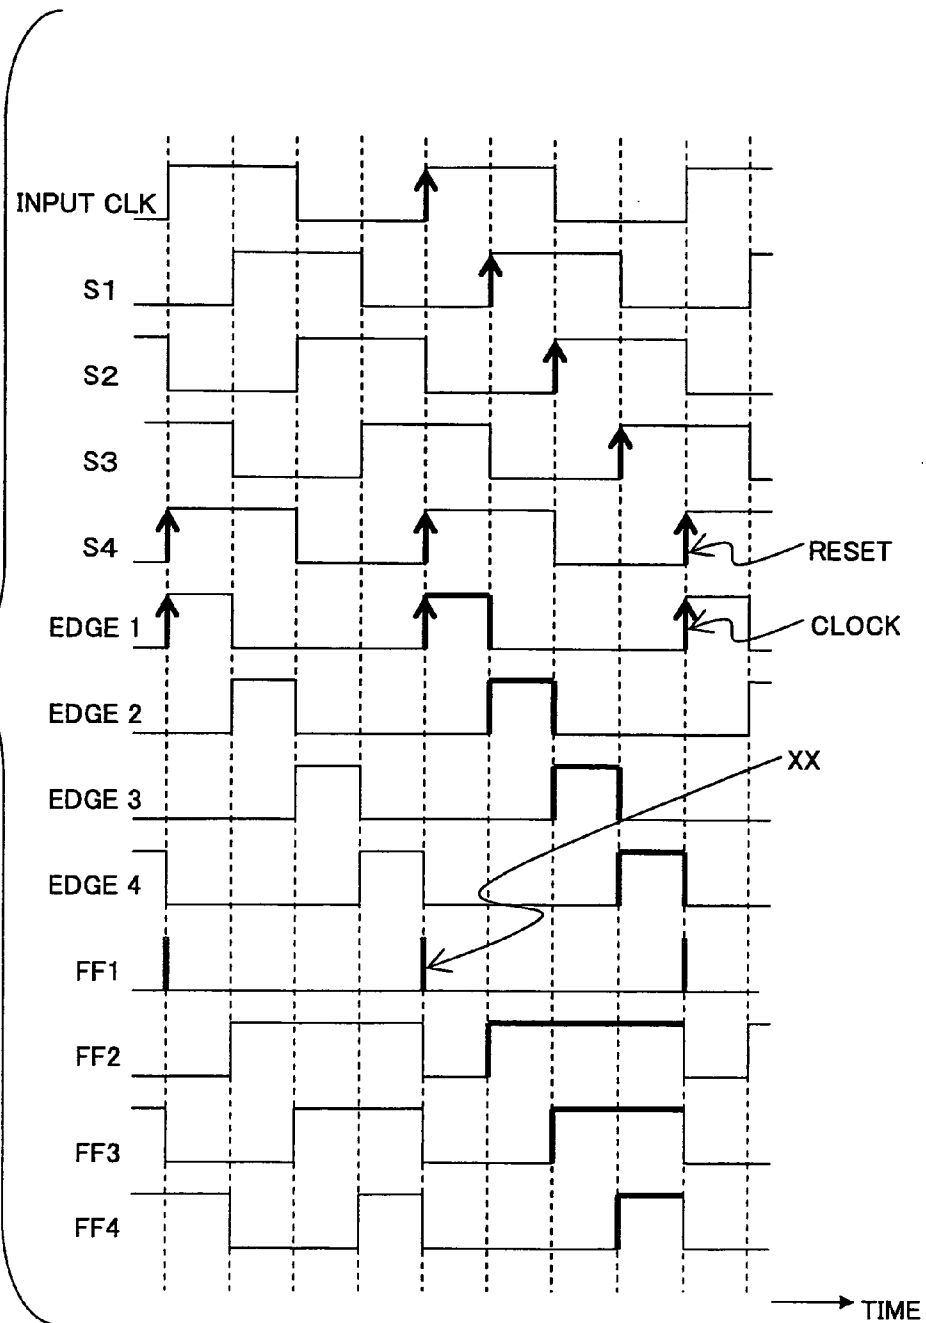 INPUT CLK
S1
S2
S3
S4
RESET
EDGE 1
CLOCK
EDGE 2
XX
EDGE 3
EDGE 4
FF1
FF2
FF3
FF4
TIME